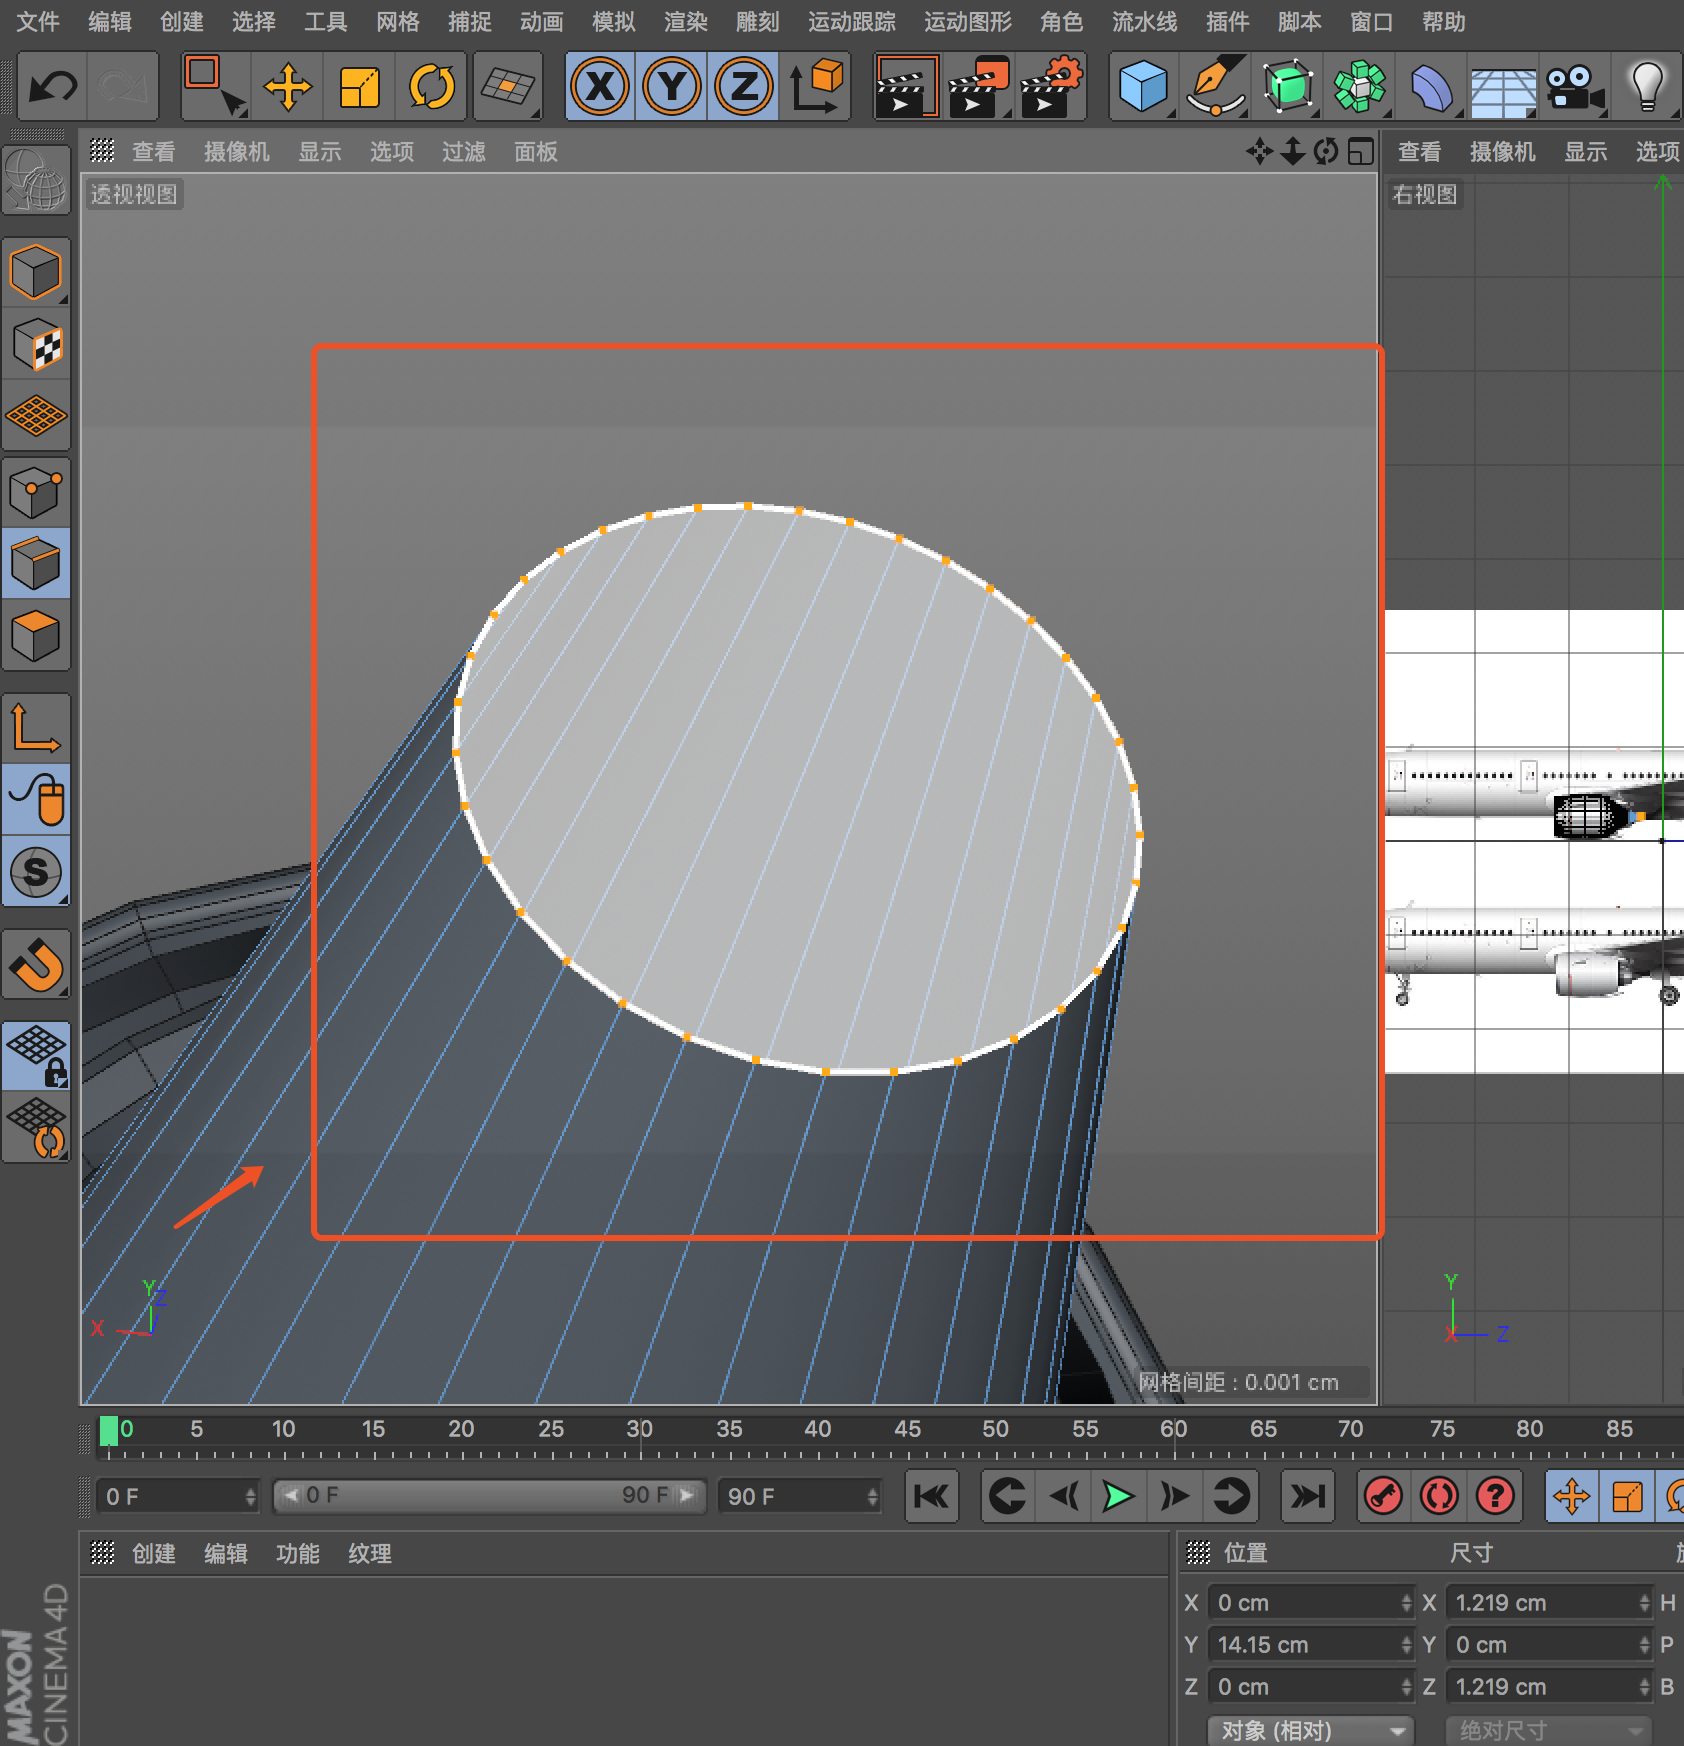 文件 编辑 创建 选择 工具 网格 捕捉 动画 模拟 渲染 雕刻 运动跟踪 运动图形 角色 流水线 插件 脚本 窗口 帮助
X Y Z
查看 摄像机 显示 选项 过滤 面板
查看 摄像机 显示 选项
透视视图
右视图
S
Y
Z
X
Y
X Z
网格间距 : 0.001 cm
0 5 10 15 20 25 30 35 40 45 50 55 60 65 70 75 80 85
0 F
0 F 90 F
90 F
?
创建 编辑 功能 纹理
位置 尺寸
X 0 cm X 1.219 cm H
Y 14.15 cm Y 0 cm P
Z 0 cm Z 1.219 cm B
对象 (相对) 绝对尺寸
MAXON
CINEMA 4D